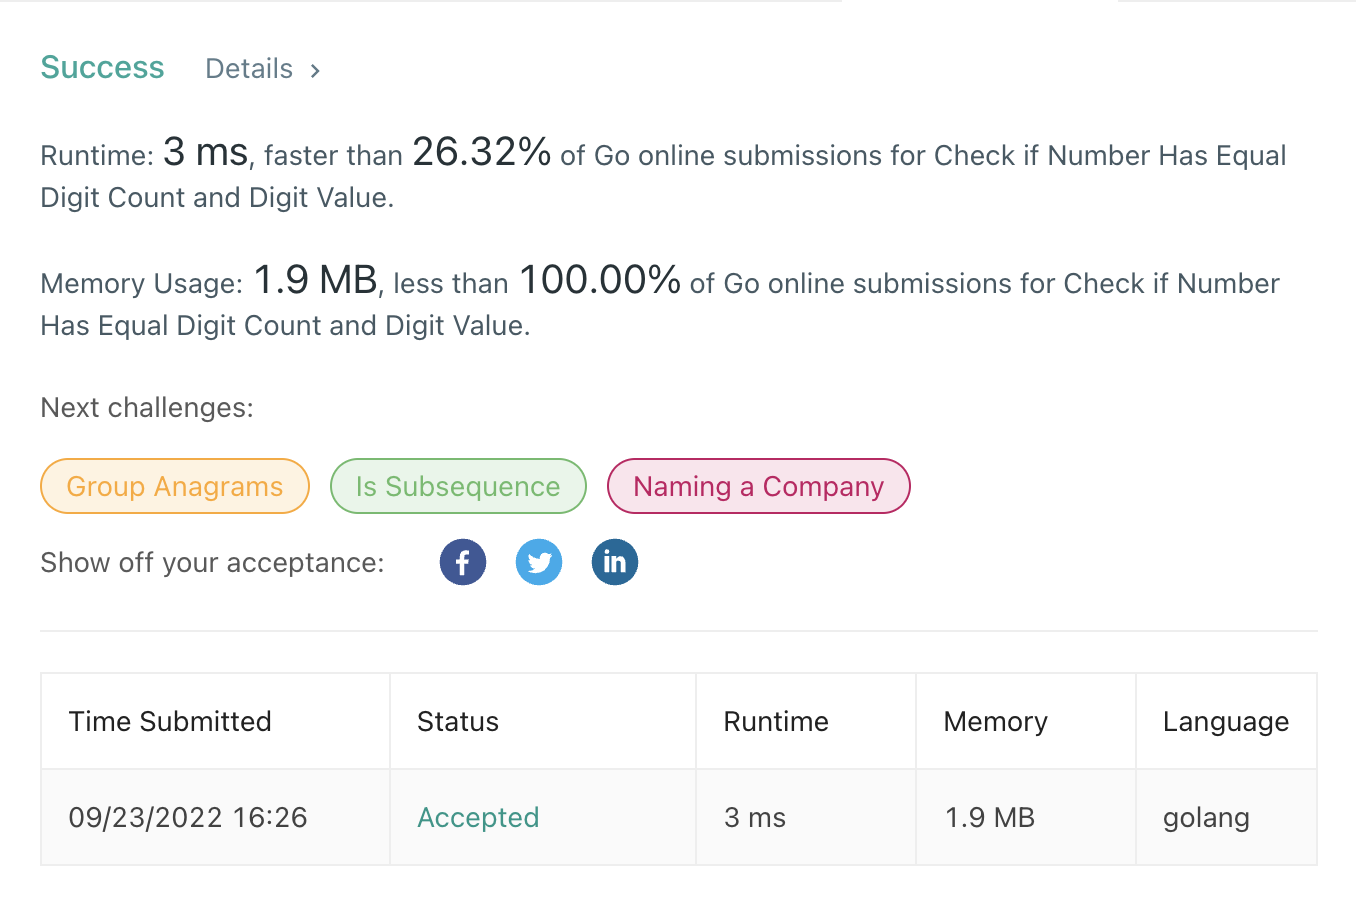 Success Details
Runtime: 3 ms, faster than 26.32% of Go online submissions for Check if Number Has Equal
Digit Count and Digit Value.
Memory Usage: 1.9 MB, less than 100.00% of Go online submissions for Check if Number
Has Equal Digit Count and Digit Value.
Next challenges:
Group Anagrams Is Subsequence Naming a Company
Show off your acceptance: f in
Time Submitted Status Runtime Memory Language
09/23/2022 16:26 Accepted 3 ms 1.9 MB golang